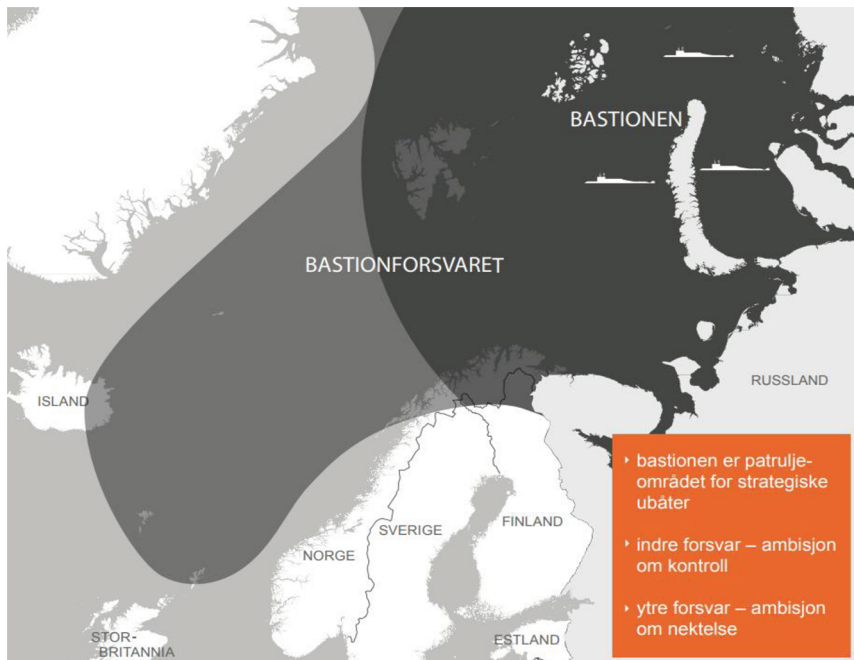 BASTIONEN
BASTIONFORSVARET
ISLAND
RUSSLAND
SVERIGE
FINLAND
NORGE
STOR-
BRITANNIA
ESTLAND
‣ bastionen er patrulje-
området for strategiske
ubåter
‣ indre forsvar – ambisjon
om kontroll
‣ ytre forsvar – ambisjon
om nektelse